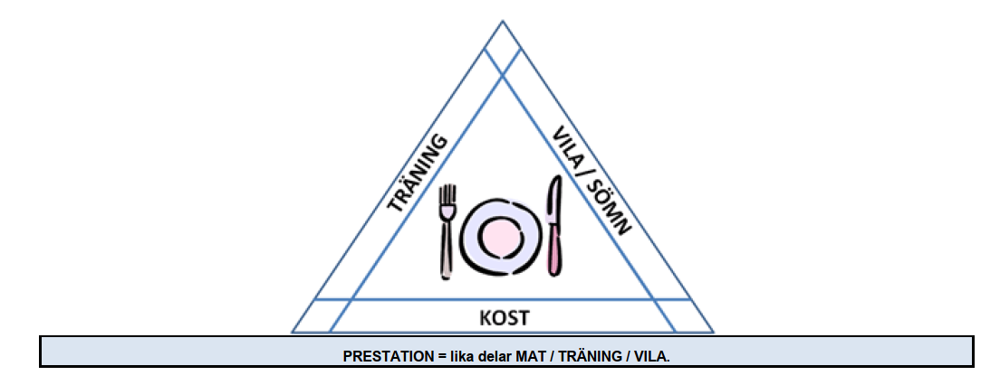 TRÄNING
VILA / SÖMN
KOST
PRESTATION = lika delar MAT / TRÄNING / VILA.